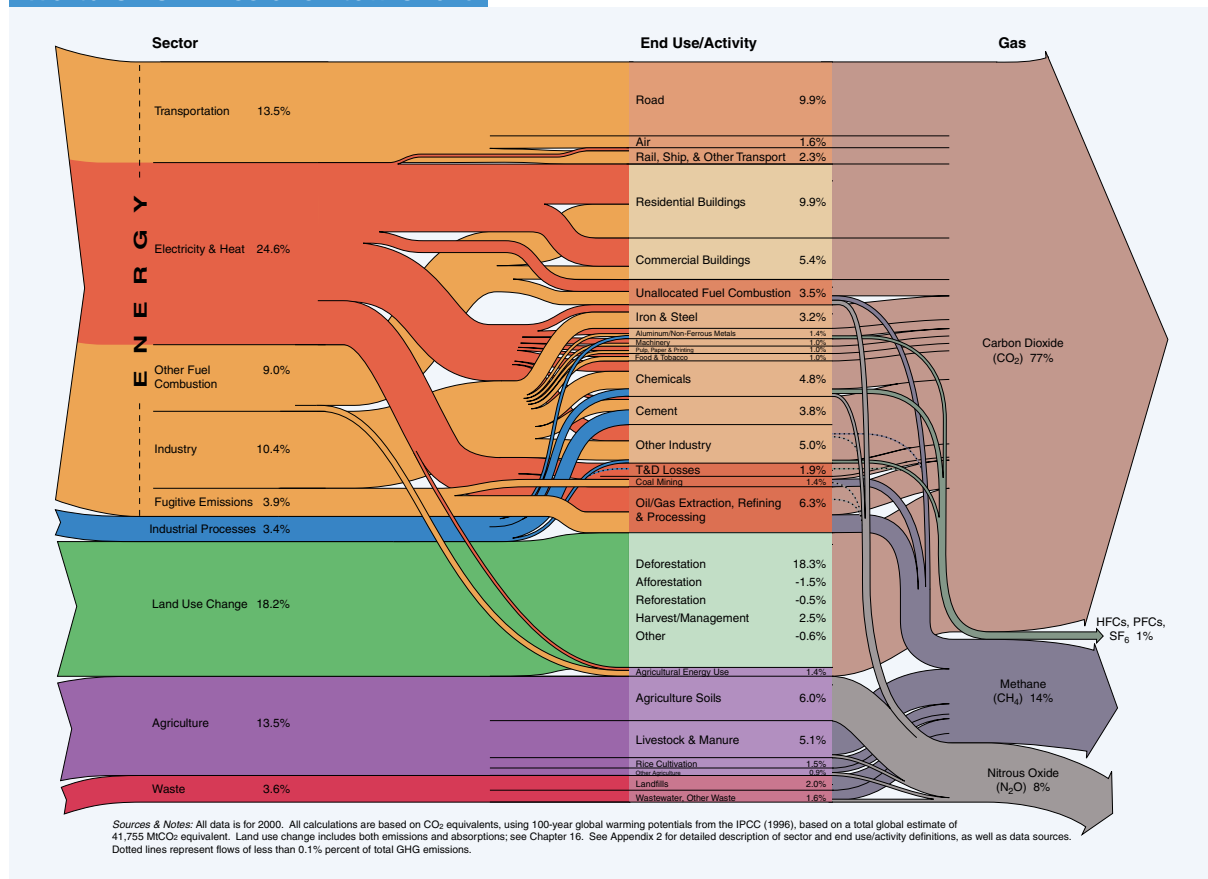 Sector
End Use/Activity
Gas
ENERGY
Transportation 13.5%
Electricity & Heat 24.6%
Other Fuel
Combustion
9.0%
Industry 10.4%
Fugitive Emissions 3.9%
Industrial Processes 3.4%
Land Use Change 18.2%
Agriculture 13.5%
Waste 3.6%
Road 9.9%
Air 1.6%
Rail, Ship, & Other Transport 2.3%
Residential Buildings 9.9%
Commercial Buildings 5.4%
Unallocated Fuel Combustion 3.5%
Iron & Steel 3.2%
Aluminum/Non-Ferrous Metals 1.4%
Machinery 1.0%
Pulp, Paper & Printing 1.0%
Food & Tobacco 1.0%
Chemicals 4.8%
Cement 3.8%
Other Industry 5.0%
T&D Losses 1.9%
Coal Mining 1.4%
Oil/Gas Extraction, Refining 6.3%
& Processing
Deforestation 18.3%
Afforestation -1.5%
Reforestation -0.5%
Harvest/Management 2.5%
Other -0.6%
Agricultural Energy Use 1.4%
Agriculture Soils 6.0%
Livestock & Manure 5.1%
Rice Cultivation 1.5%
Other Agriculture 0.9%
Landfills 2.0%
Wastewater, Other Waste 1.6%
Carbon Dioxide
(CO₂) 77%
HFCs, PFCs,
SF₆ 1%
Methane
(CH₄) 14%
Nitrous Oxide
(N₂O) 8%
Sources & Notes: All data is for 2000. All calculations are based on CO₂ equivalents, using 100-year global warming potentials from the IPCC (1996), based on a total global estimate of
41,755 MtCO₂ equivalent. Land use change includes both emissions and absorptions; see Chapter 16. See Appendix 2 for detailed description of sector and end use/activity definitions, as well as data sources.
Dotted lines represent flows of less than 0.1% percent of total GHG emissions.